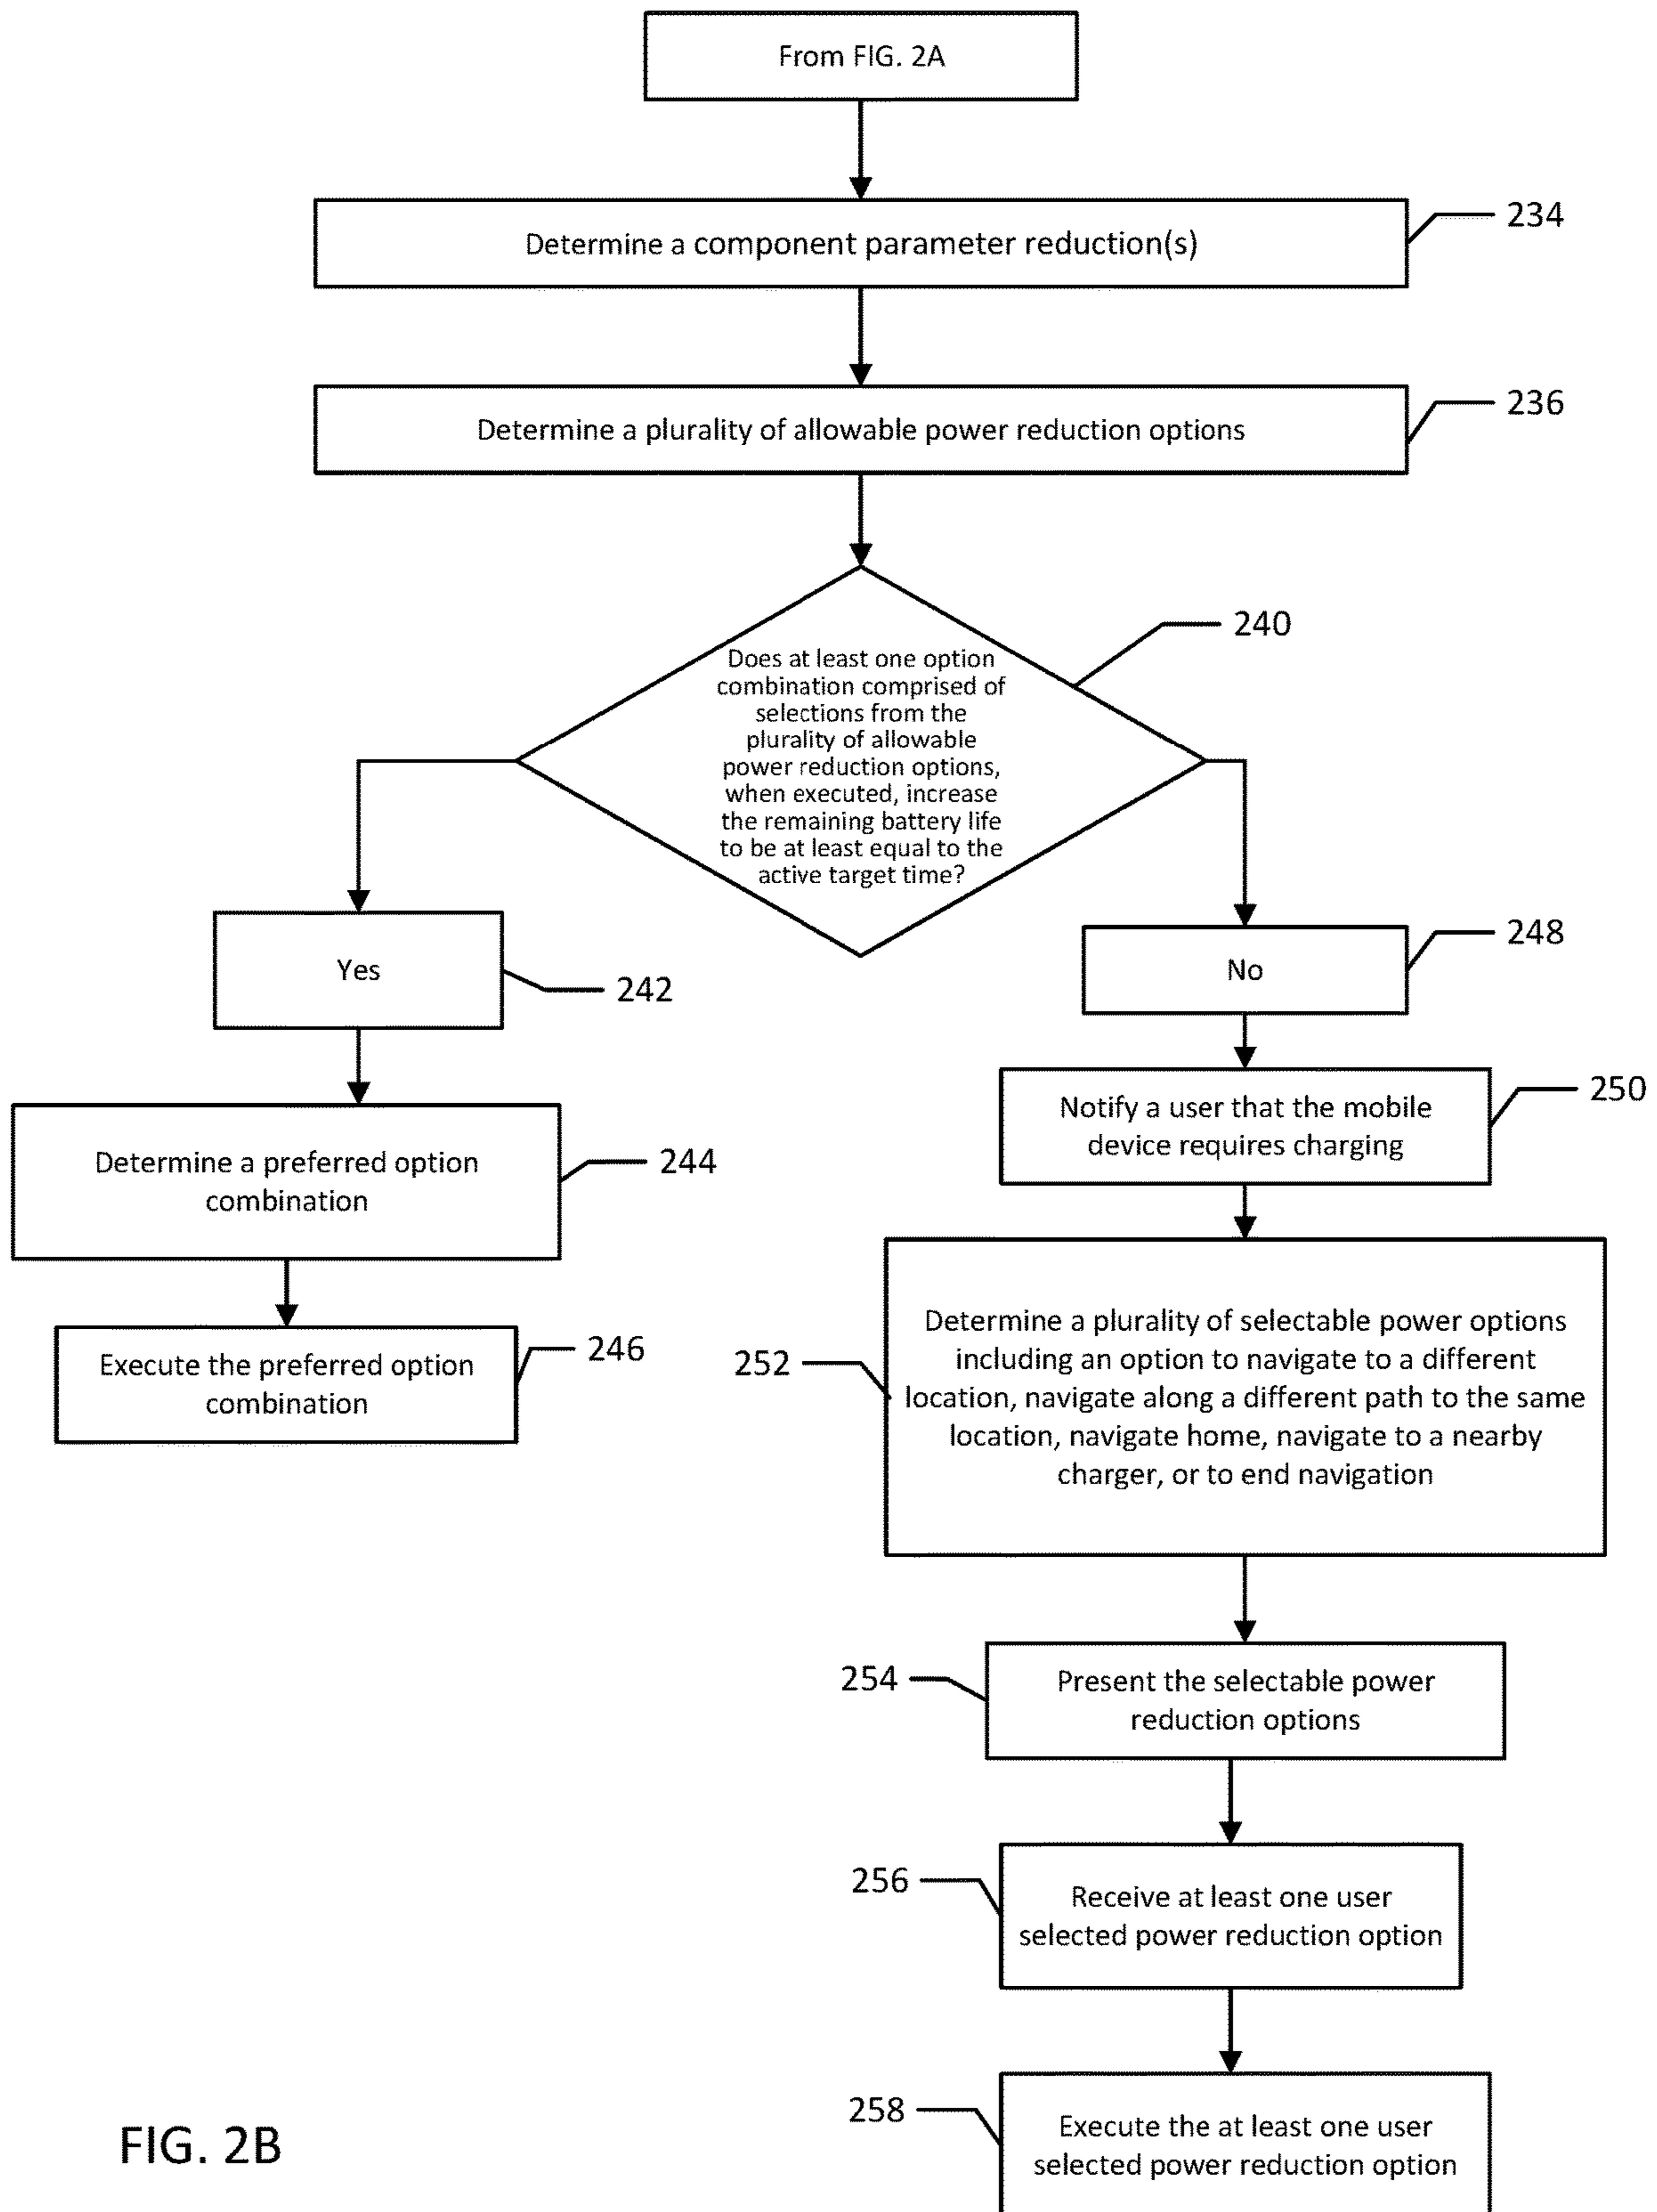 From FIG. 2A
Determine a component parameter reduction(s)
234
Determine a plurality of allowable power reduction options
236
240
Does at least one option
combination comprised of
selections from the
plurality of allowable
power reduction options,
when executed, increase
the remaining battery life
to be at least equal to the
active target time?
Yes
242
No
248
Notify a user that the mobile
device requires charging
250
Determine a preferred option
combination
244
Execute the preferred option
combination
246
252
Determine a plurality of selectable power options
including an option to navigate to a different
location, navigate along a different path to the same
location, navigate home, navigate to a nearby
charger, or to end navigation
254
Present the selectable power
reduction options
256
Receive at least one user
selected power reduction option
258
Execute the at least one user
selected power reduction option
FIG. 2B